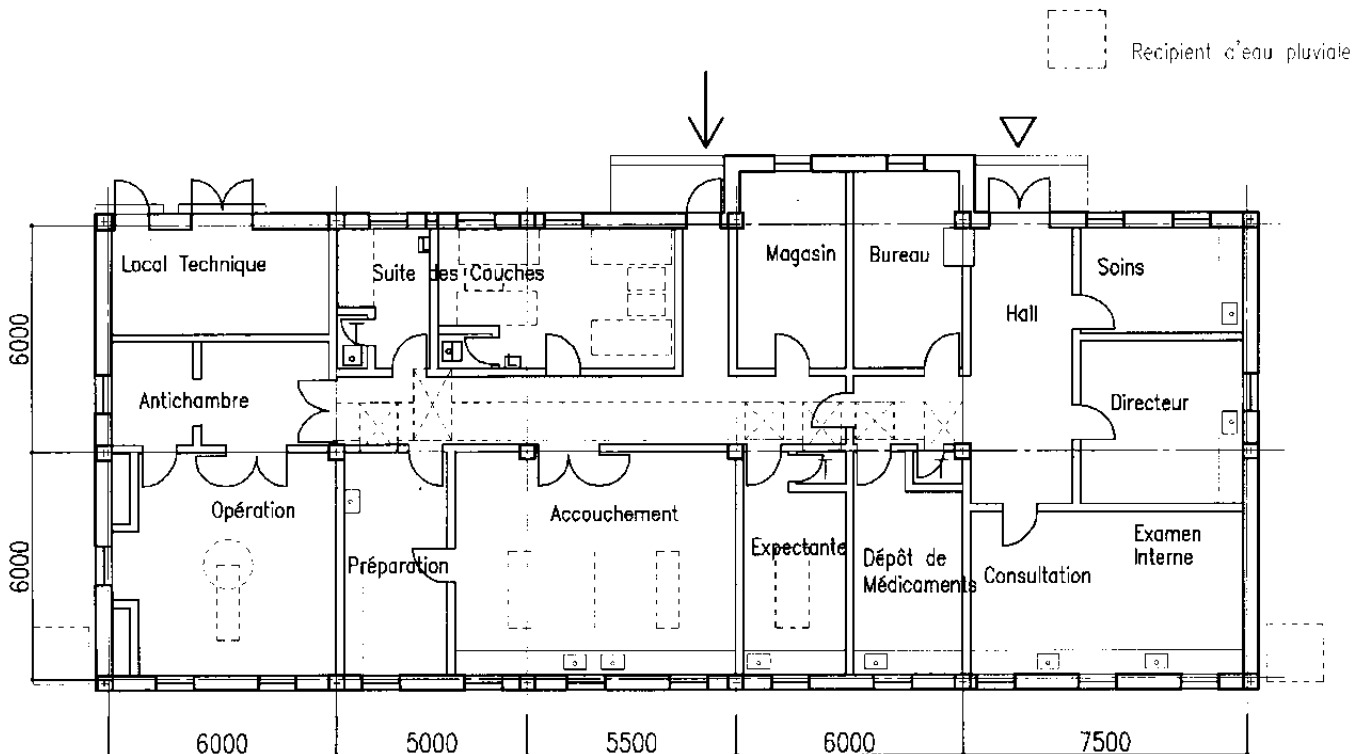 Recipient d'eau pluviale
Local Technique
Suite des Couches
Magasin
Bureau
Soins
Hall
6000
Antichambre
Directeur
Opération
Accouchement
Préparation
Expectante
Dépôt de
Médicaments
Consultation
Examen
Interne
6000
6000
5000
5500
6000
7500